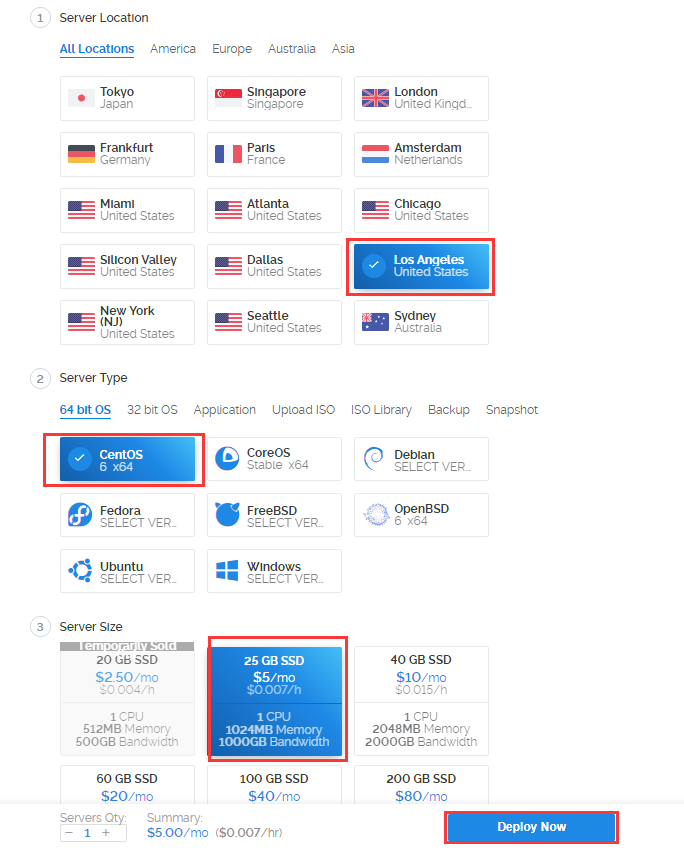 1 Server Location
All Locations America Europe Australia Asia
Tokyo Singapore London
Japan Singapore United Kingd...
Frankfurt Paris Amsterdam
Germany France Netherlands
Miami Atlanta Chicago
United States United States United States
Silicon Valley Dallas Los Angeles
United States United States United States
New York (NJ) Seattle Sydney
United States United States Australia
2 Server Type
64 bit OS 32 bit OS Application Upload ISO ISO Library Backup Snapshot
CentOS CoreOS Debian
6 x64 Stable x64 SELECT VER...
Fedora FreeBSD OpenBSD
SELECT VER... SELECT VER... 6 x64
Ubuntu Windows
SELECT VER... SELECT VER...
3 Server Size
Temporarily Sold
20 GB SSD 25 GB SSD 40 GB SSD
$2.50/mo $5/mo $10/mo
$0.004/h $0.007/h $0.015/h
1 CPU 1 CPU 1 CPU
512MB Memory 1024MB Memory 2048MB Memory
500GB Bandwidth 1000GB Bandwidth 2000GB Bandwidth
60 GB SSD 100 GB SSD 200 GB SSD
$20/mo $40/mo $80/mo
Servers Qty: Summary:
− 1 + $5.00/mo ($0.007/hr) Deploy Now